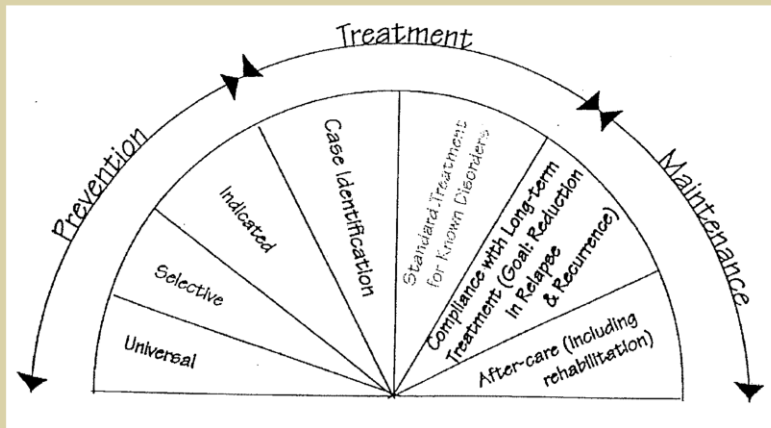 Treatment
Prevention
Maintenance
Universal
Selective
Indicated
Case Identification
Standard Treatment
for Known Disorders
Compliance with Long-term
Treatment (Goal: Reduction
in Relapse
& Recurrence)
After-care (Including
rehabilitation)